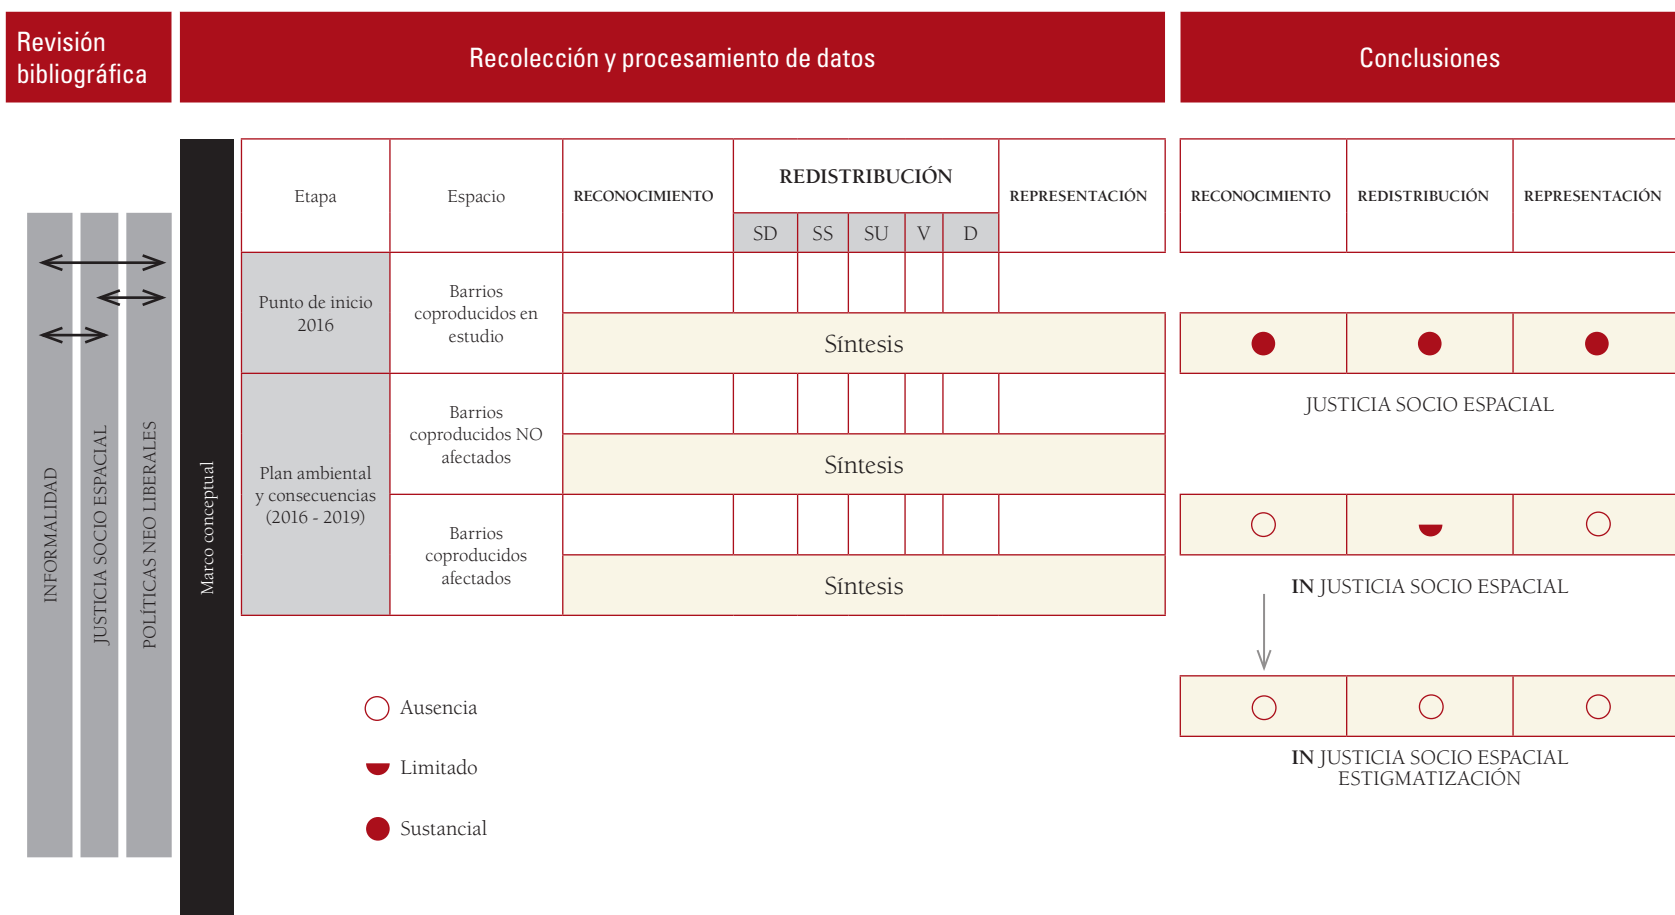 Revisión
bibliográfica
Recolección y procesamiento de datos
Conclusiones
INFORMALIDAD
JUSTICIA SOCIO ESPACIAL
POLÍTICAS NEO LIBERALES
Marco conceptual
Etapa
Espacio
RECONOCIMIENTO
REDISTRIBUCIÓN
REPRESENTACIÓN
SD SS SU V D
Punto de inicio
2016
Barrios
coproducidos en
estudio
Síntesis
Plan ambiental
y consecuencias
(2016 - 2019)
Barrios
coproducidos NO
afectados
Síntesis
Barrios
coproducidos
afectados
Síntesis
Ausencia
Limitado
Sustancial
RECONOCIMIENTO
REDISTRIBUCIÓN
REPRESENTACIÓN
JUSTICIA SOCIO ESPACIAL
IN JUSTICIA SOCIO ESPACIAL
IN JUSTICIA SOCIO ESPACIAL
ESTIGMATIZACIÓN